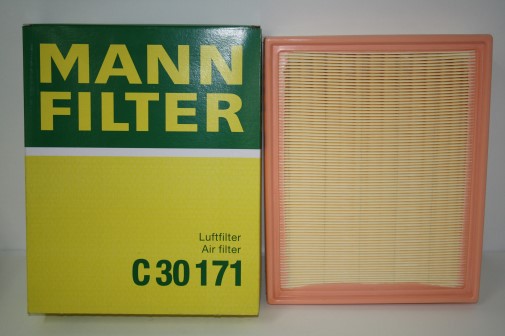 MANN
FILTER
Luftfilter
Air filter
C 30 171